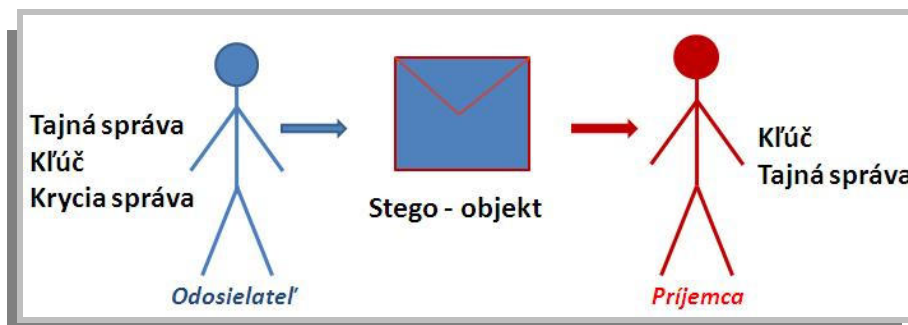 Tajná správa
Kľúč
Krycia správa
Stego - objekt
Kľúč
Tajná správa
Odosielateľ
Príjemca